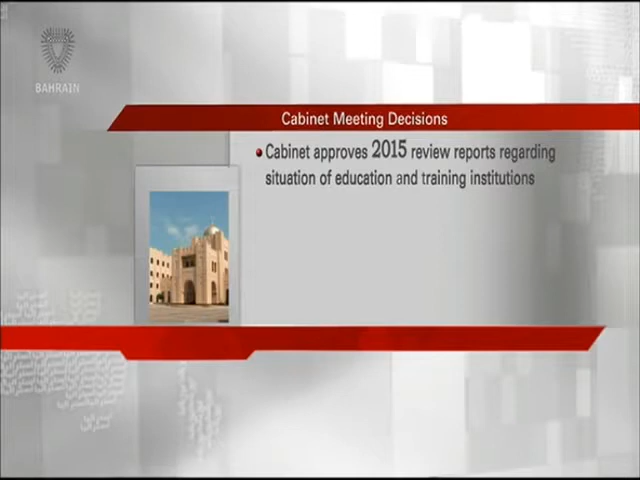 BAHRAIN
Cabinet Meeting Decisions
Cabinet approves 2015 review reports regarding
situation of education and training institutions